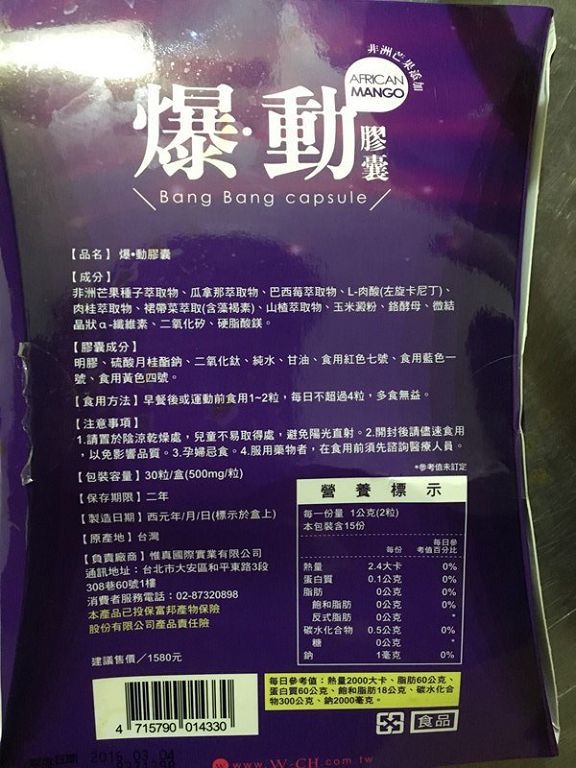 非洲芒果添加
AFRICAN
MANGO
爆·動膠囊
Bang Bang capsule
【品名】爆•動膠囊
【成分】
非洲芒果種子萃取物、瓜拿那萃取物、巴西莓萃取物、L-肉酸(左旋卡尼丁)、
肉桂萃取物、裙帶菜萃取(含藻褐素)、山楂萃取物、玉米澱粉、鉻酵母、微結
晶狀α-纖維素、二氧化矽、硬脂酸鎂。
【膠囊成分】
明膠、硫酸月桂酯鈉、二氧化鈦、純水、甘油、食用紅色七號、食用藍色一
號、食用黃色四號。
【食用方法】早餐後或運動前食用1~2粒，每日不超過4粒，多食無益。
【注意事項】
1.請置於陰涼乾燥處，兒童不易取得處，避免陽光直射。2.開封後請儘速食用
，以免影響品質。3.孕婦忌食。4.服用藥物者，在食用前須先諮詢醫療人員。
【包裝容量】30粒/盒(500mg/粒)
*參考值未訂定
【保存期限】二年
【製造日期】西元年/月/日(標示於盒上)
【原產地】台灣
【負責廠商】惟真國際實業有限公司
通訊地址：台北市大安區和平東路3段
308巷60號1樓
消費者服務電話：02-87320898
本產品已投保富邦產物保險
股份有限公司產品責任險
建議售價／1580元
營養標示
每一份量 1公克(2粒)
本包裝含15份
每份 每日參考值百分比
熱量 2.4大卡 0%
蛋白質 0.1公克 0%
脂肪 0公克 0%
飽和脂肪 0公克 0%
反式脂肪 0公克 *
碳水化合物 0.5公克 0%
糖 0公克 *
鈉 1毫克 0%
每日參考值：熱量2000大卡、脂肪60公克、
蛋白質60公克、飽和脂肪18公克、碳水化合
物300公克、鈉2000毫克。
4 715790 014330
食品
2016 03 04
www.W-CH.com.tw